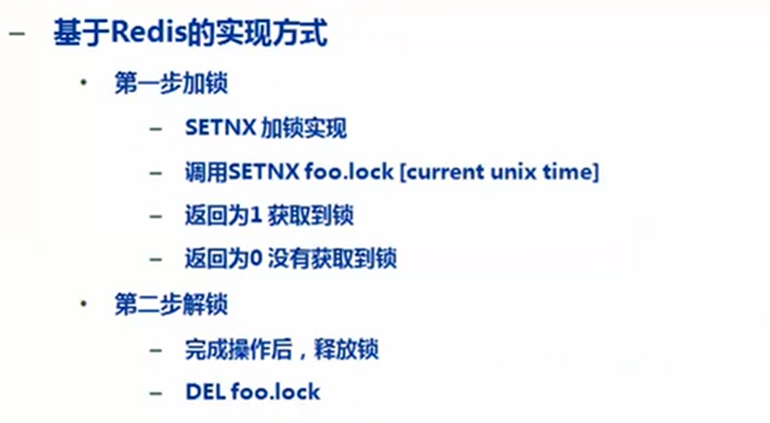 – 基于Redis的实现方式
• 第一步加锁
– SETNX 加锁实现
– 调用SETNX foo.lock [current unix time]
– 返回为1 获取到锁
– 返回为0 没有获取到锁
• 第二步解锁
– 完成操作后，释放锁
– DEL foo.lock